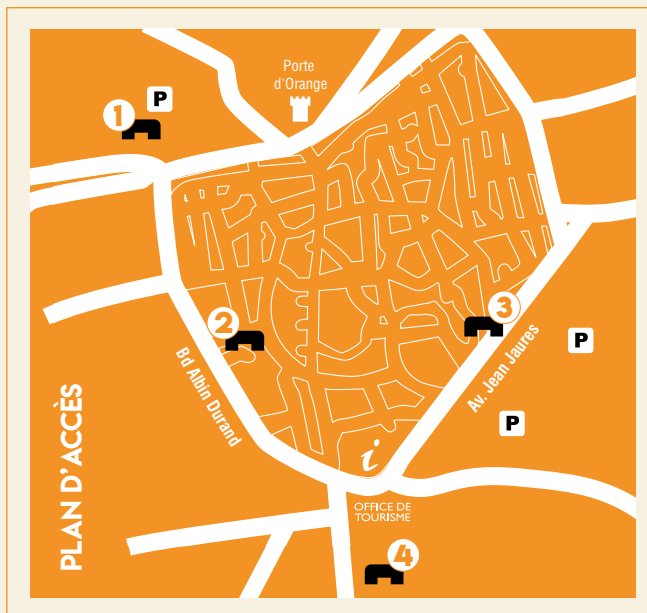 Porte
d'Orange
P
1
2
3
P
P
Bd Albin Durand
Av. Jean Jaures
PLAN D'ACCÈS
i
OFFICE DE
TOURISME
4